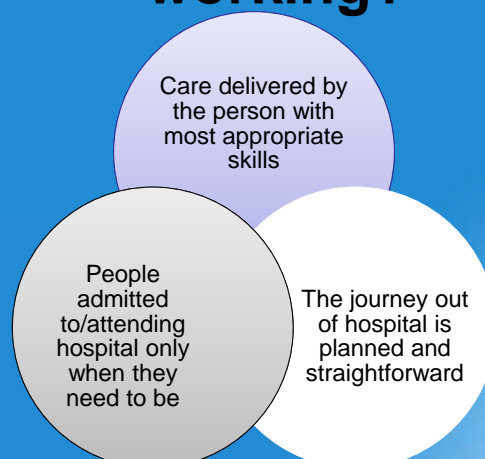 working?
Care delivered by
the person with
most appropriate
skills
People
admitted
to/attending
hospital only
when they
need to be
The journey out
of hospital is
planned and
straightforward